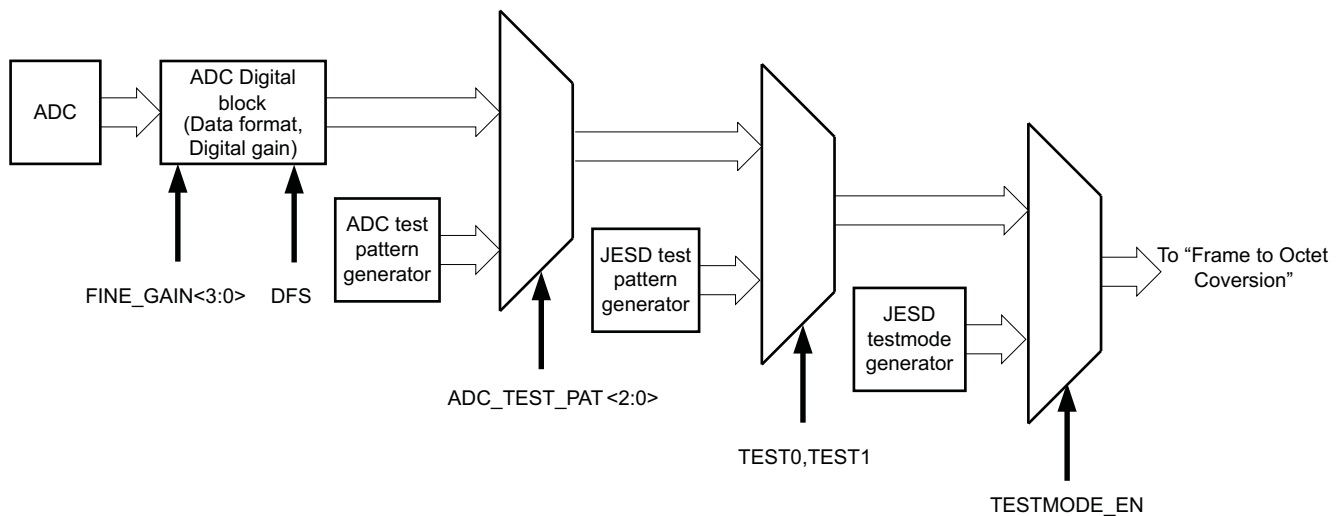 ADC
ADC Digital
block
(Data format,
Digital gain)
FINE_GAIN<3:0>
DFS
ADC test
pattern
generator
ADC_TEST_PAT <2:0>
JESD test
pattern
generator
TEST0,TEST1
JESD
testmode
generator
TESTMODE_EN
To “Frame to Octet
Coversion”